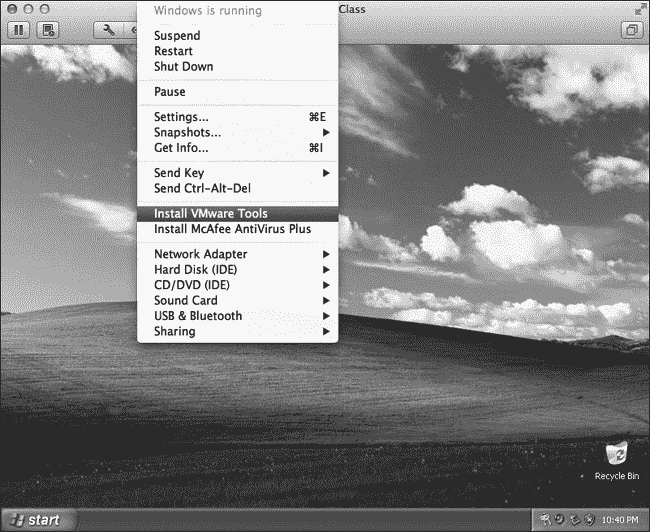 Windows is running
Class
Suspend
Restart
Shut Down
Pause
Settings... ⌘E
Snapshots...
Get Info... ⌘I
Send Key
Send Ctrl-Alt-Del
Install VMware Tools
Install McAfee AntiVirus Plus
Network Adapter
Hard Disk (IDE)
CD/DVD (IDE)
Sound Card
USB & Bluetooth
Sharing
Recycle Bin
start
10:40 PM